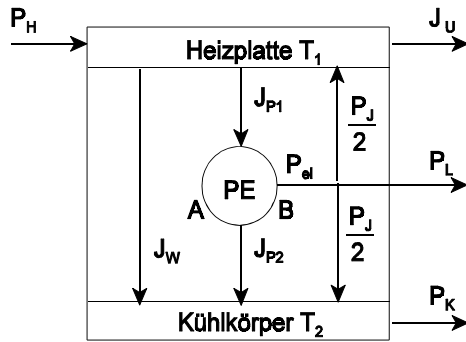 P_H
J_U
Heizplatte T_1
J_P1
P_J/2
P_el
P_L
PE
A B
J_W
J_P2
P_J/2
Kühlkörper T_2
P_K